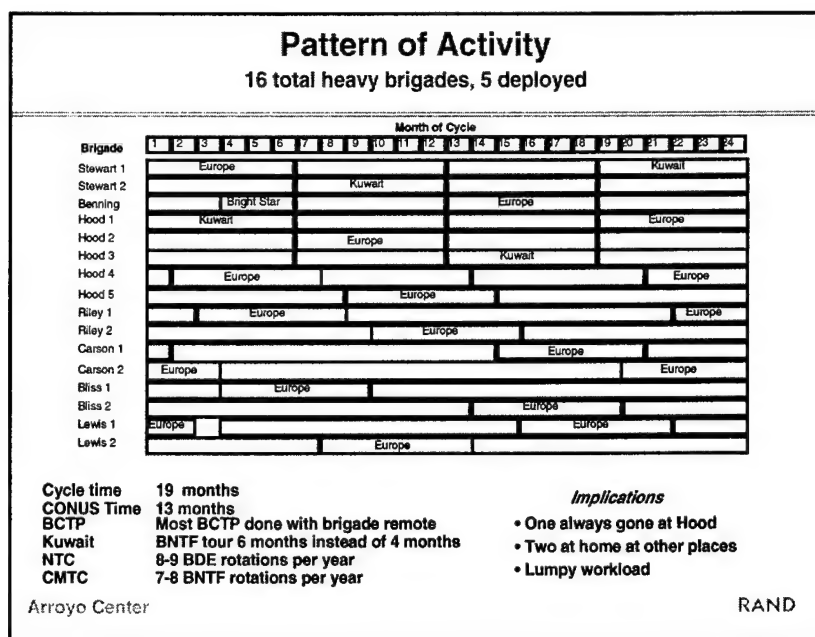 Pattern of Activity
16 total heavy brigades, 5 deployed
Month of Cycle
Brigade 1 2 3 4 5 6 7 8 9 10 11 12 13 14 15 16 17 18 19 20 21 22 23 24
Stewart 1 Europe Kuwait
Stewart 2 Kuwait
Benning Bright Star Europe
Hood 1 Kuwait Europe
Hood 2 Europe
Hood 3 Kuwait
Hood 4 Europe Europe
Hood 5 Europe
Riley 1 Europe Europe
Riley 2 Europe
Carson 1 Europe
Carson 2 Europe Europe
Bliss 1 Europe
Bliss 2 Europe
Lewis 1 Europe Europe
Lewis 2 Europe
Cycle time 19 months
CONUS Time 13 months
BCTP Most BCTP done with brigade remote
Kuwait BNTF tour 6 months instead of 4 months
NTC 8-9 BDE rotations per year
CMTC 7-8 BNTF rotations per year
Implications
• One always gone at Hood
• Two at home at other places
• Lumpy workload
Arroyo Center RAND